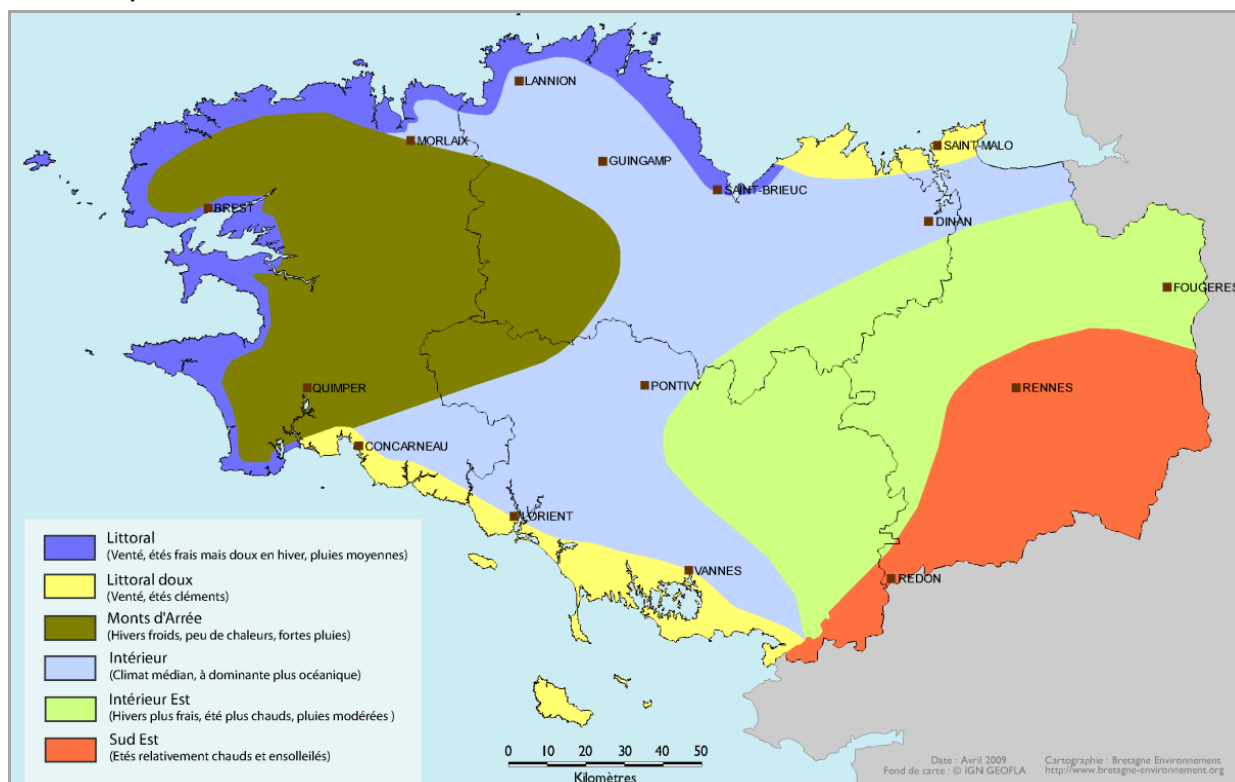 LANNION
MORLAIX
GUINGAMP
SAINT-MALO
SAINT-BRIEUC
BREST
DINAN
FOUGERES
QUIMPER
PONTIVY
RENNES
CONCARNEAU
LORIENT
VANNES
REDON
Littoral
(Venté, étés frais mais doux en hiver, pluies moyennes)
Littoral doux
(Venté, étés cléments)
Monts d'Arrée
(Hivers froids, peu de chaleurs, fortes pluies)
Intérieur
(Climat médian, à dominante plus océanique)
Intérieur Est
(Hivers plus frais, été plus chauds, pluies modérées )
Sud Est
(Etés relativement chauds et ensolleilés)
0 10 20 30 40 50
Kilomètres
Date : Avril 2009 Cartographie : Bretagne Environnement
Fond de carte : © IGN GEOFLA http://www.bretagne-environnement.org